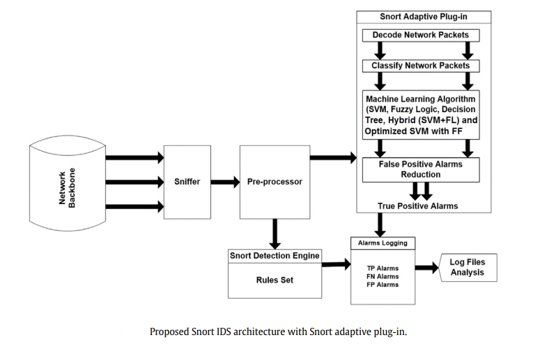 Snort Adaptive Plug-in
Decode Network Packets
Classify Network Packets
Machine Learning Algorithm
(SVM, Fuzzy Logic, Decision
Tree, Hybrid (SVM+FL) and
Optimized SVM with FF
False Positive Alarms
Reduction
True Positive Alarms
Network
Backbone
Sniffer
Pre-processor
Snort Detection Engine
Rules Set
Alarms Logging
TP Alarms
FN Alarms
FP Alarms
Log Files
Analysis
Proposed Snort IDS architecture with Snort adaptive plug-in.